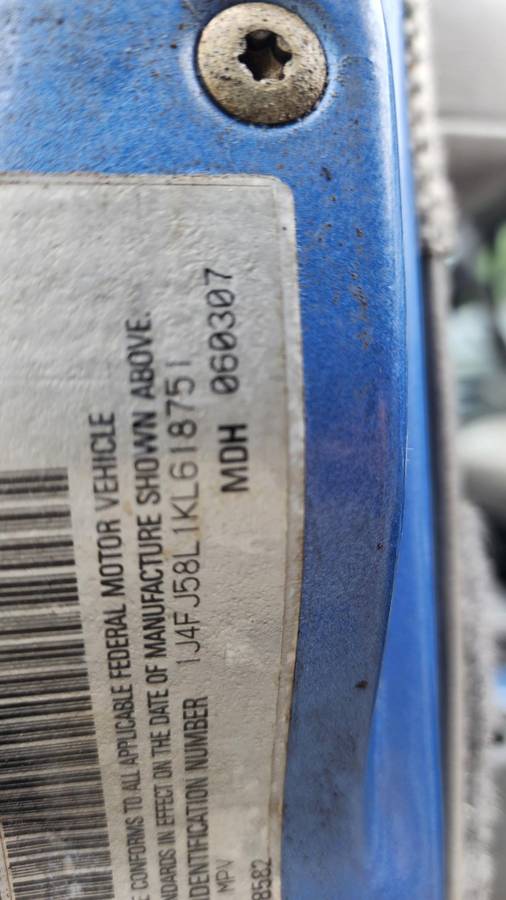 E CONFORMS TO ALL APPLICABLE FEDERAL MOTOR VEHICLE
NDARDS IN EFFECT ON THE DATE OF MANUFACTURE SHOWN ABOVE.
IDENTIFICATION NUMBER 1J4FJ58L1KL618751
MPV MDH 060307
8582